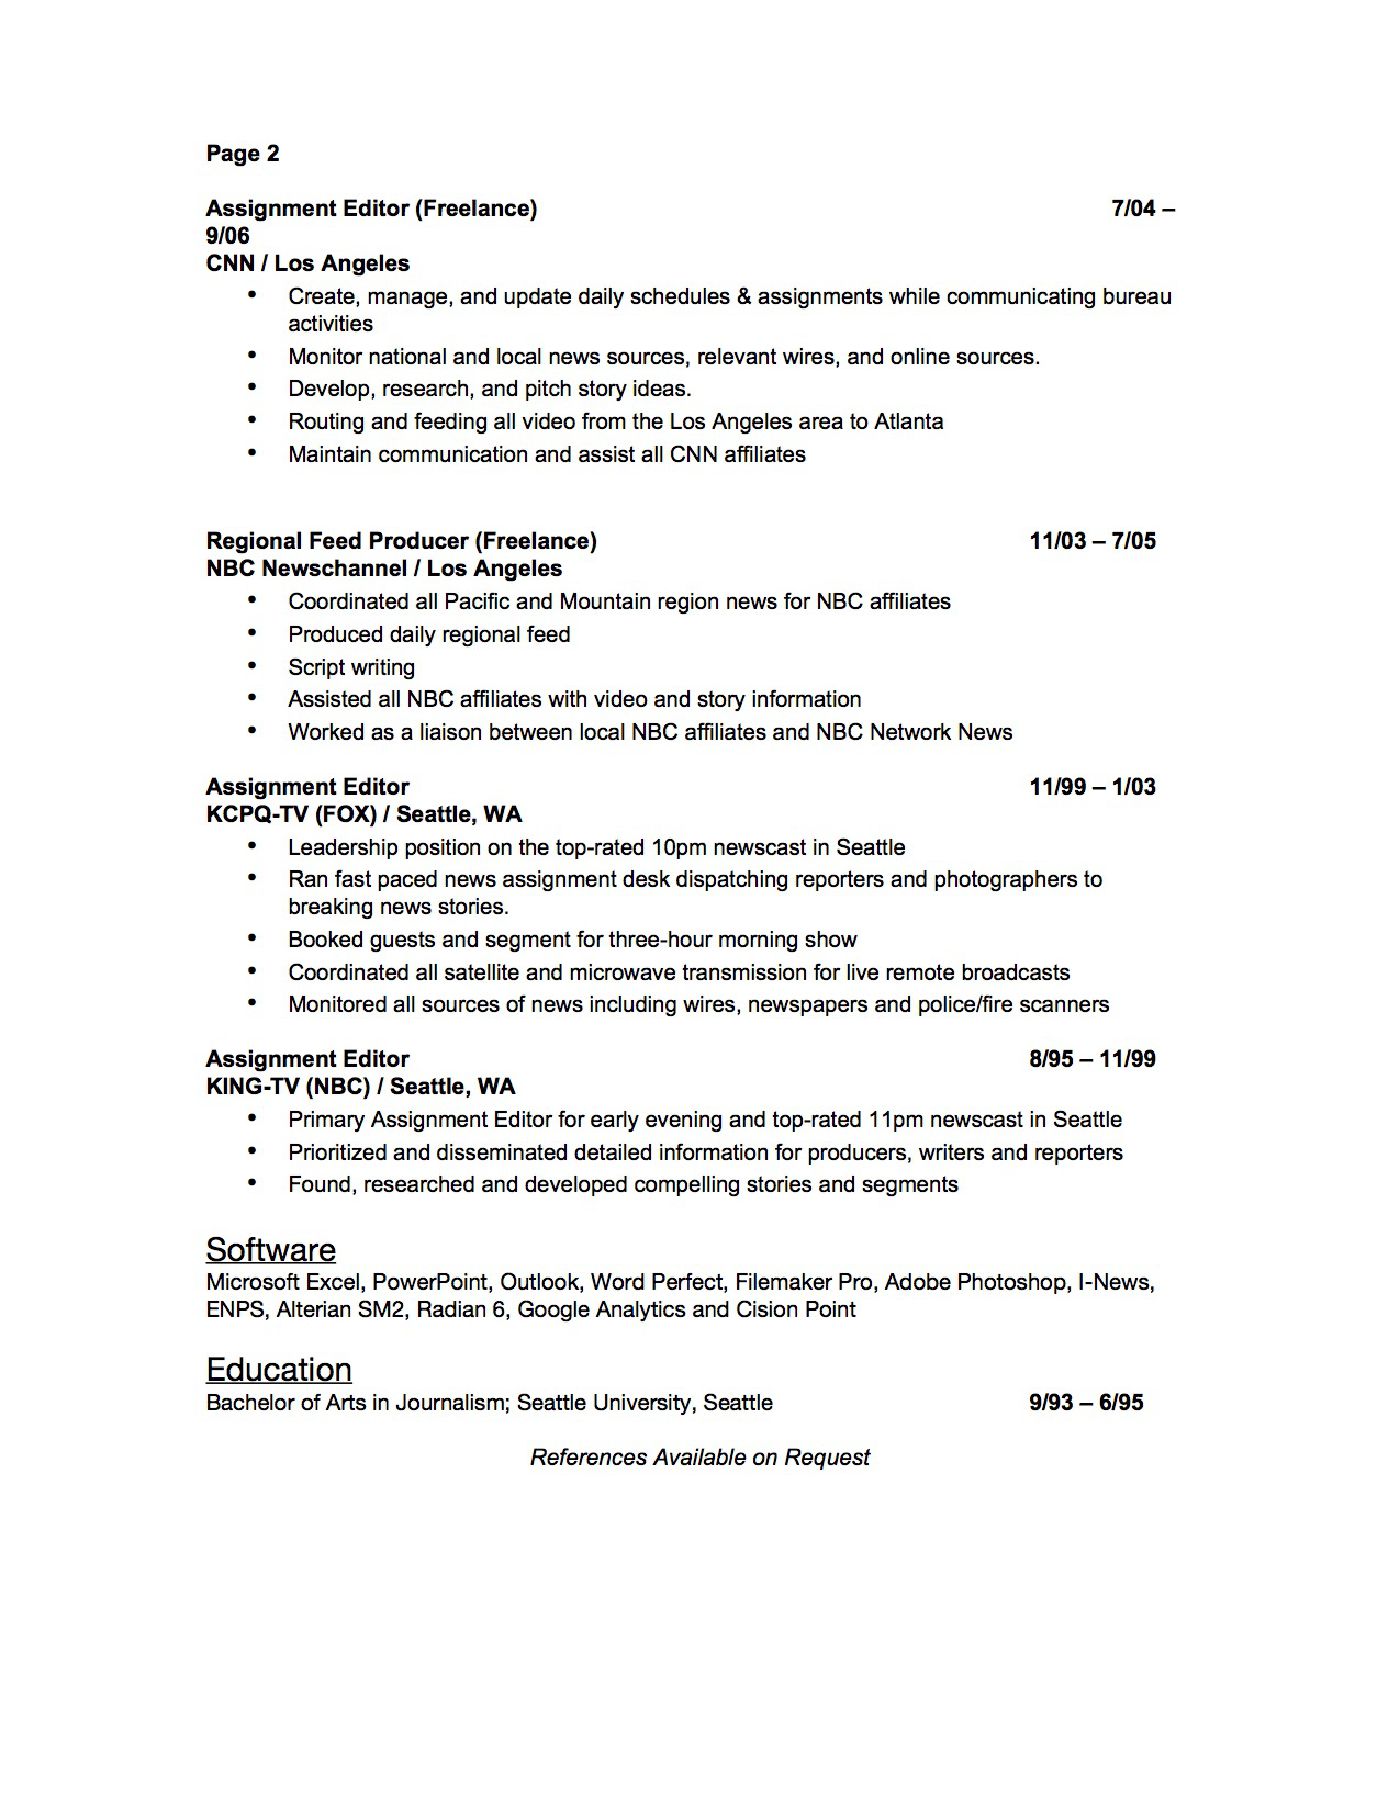 Page 2
Assignment Editor (Freelance) 7/04 –
9/06
CNN / Los Angeles
• Create, manage, and update daily schedules & assignments while communicating bureau
activities
• Monitor national and local news sources, relevant wires, and online sources.
• Develop, research, and pitch story ideas.
• Routing and feeding all video from the Los Angeles area to Atlanta
• Maintain communication and assist all CNN affiliates
Regional Feed Producer (Freelance) 11/03 – 7/05
NBC Newschannel / Los Angeles
• Coordinated all Pacific and Mountain region news for NBC affiliates
• Produced daily regional feed
• Script writing
• Assisted all NBC affiliates with video and story information
• Worked as a liaison between local NBC affiliates and NBC Network News
Assignment Editor 11/99 – 1/03
KCPQ-TV (FOX) / Seattle, WA
• Leadership position on the top-rated 10pm newscast in Seattle
• Ran fast paced news assignment desk dispatching reporters and photographers to
breaking news stories.
• Booked guests and segment for three-hour morning show
• Coordinated all satellite and microwave transmission for live remote broadcasts
• Monitored all sources of news including wires, newspapers and police/fire scanners
Assignment Editor 8/95 – 11/99
KING-TV (NBC) / Seattle, WA
• Primary Assignment Editor for early evening and top-rated 11pm newscast in Seattle
• Prioritized and disseminated detailed information for producers, writers and reporters
• Found, researched and developed compelling stories and segments
Software
Microsoft Excel, PowerPoint, Outlook, Word Perfect, Filemaker Pro, Adobe Photoshop, I-News,
ENPS, Alterian SM2, Radian 6, Google Analytics and Cision Point
Education
Bachelor of Arts in Journalism; Seattle University, Seattle 9/93 – 6/95
References Available on Request